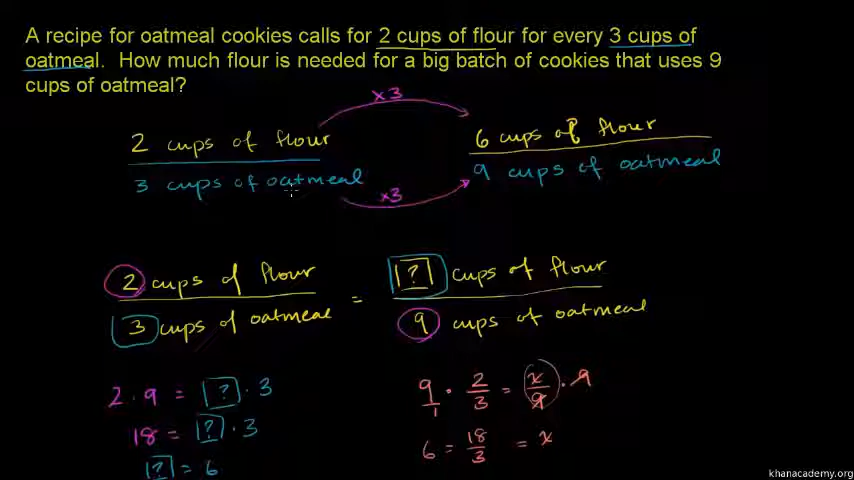 A recipe for oatmeal cookies calls for 2 cups of flour for every 3 cups of
oatmeal. How much flour is needed for a big batch of cookies that uses 9
cups of oatmeal?
×3
2 cups of flour
6 cups of flour
3 cups of oatmeal
9 cups of oatmeal
×3
2 cups of flour = ? cups of flour
3 cups of oatmeal
9 cups of oatmeal
2 · 9 = ? · 3
9/1 · 2/3 = x/9 · 9
18 = ? · 3
6 = 18/3 = x
? = 6
khanacademy.org